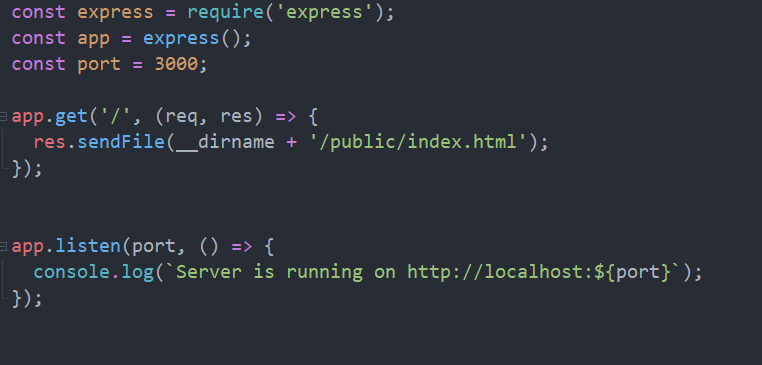 const express = require('express');
const app = express();
const port = 3000;
app.get('/', (req, res) => {
  res.sendFile(__dirname + '/public/index.html');
});
app.listen(port, () => {
  console.log(`Server is running on http://localhost:${port}`);
});